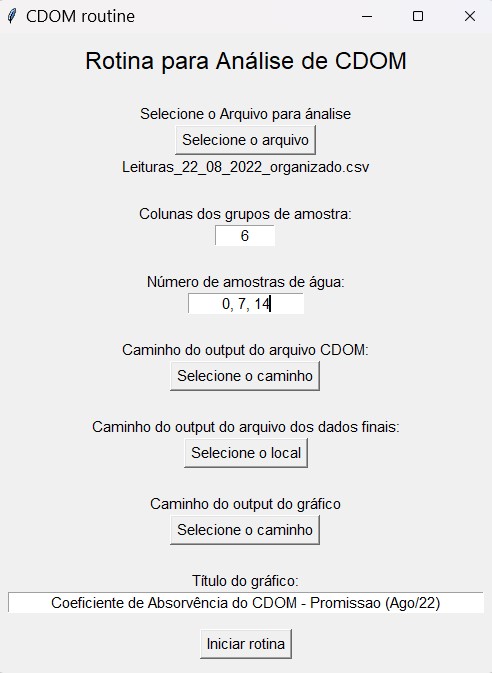 CDOM routine
Rotina para Análise de CDOM
Selecione o Arquivo para ánalise
Selecione o arquivo
Leituras_22_08_2022_organizado.csv
Colunas dos grupos de amostra:
6
Número de amostras de água:
0, 7, 14
Caminho do output do arquivo CDOM:
Selecione o caminho
Caminho do output do arquivo dos dados finais:
Selecione o local
Caminho do output do gráfico
Selecione o caminho
Título do gráfico:
Coeficiente de Absorvência do CDOM - Promissao (Ago/22)
Iniciar rotina